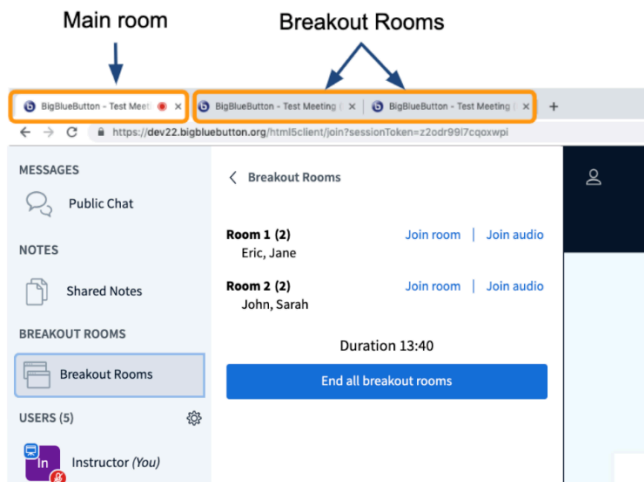 Main room Breakout Rooms
BigBlueButton - Test Meeti BigBlueButton - Test Meeting ( BigBlueButton - Test Meeting (
https://dev22.bigbluebutton.org/html5client/join?sessionToken=z2odr99i7cqoxwpi
MESSAGES
Breakout Rooms
Public Chat
Room 1 (2) Join room | Join audio
Eric, Jane
NOTES
Room 2 (2) Join room | Join audio
Shared Notes
John, Sarah
BREAKOUT ROOMS
Duration 13:40
Breakout Rooms
End all breakout rooms
USERS (5)
In
Instructor (You)